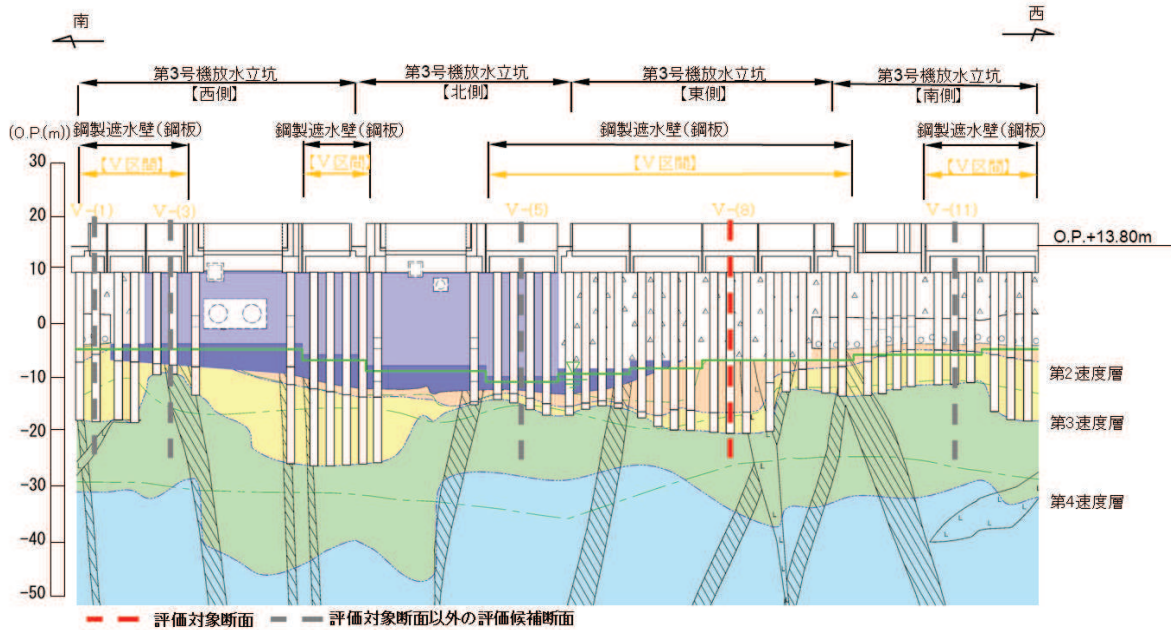 南
西
第3号機放水立坑
【西側】
第3号機放水立坑
【北側】
第3号機放水立坑
【東側】
第3号機放水立坑
【南側】
(O.P.(m))
鋼製遮水壁(鋼板)
鋼製遮水壁(鋼板)
鋼製遮水壁(鋼板)
鋼製遮水壁(鋼板)
【Ⅴ区間】
【Ⅴ区間】
【Ⅴ区間】
【Ⅴ区間】
Ⅴ-(1)
Ⅴ-(3)
Ⅴ-(5)
Ⅴ-(8)
Ⅴ-(11)
30
20
10
0
-10
-20
-30
-40
-50
O.P.+13.80m
第2速度層
第3速度層
第4速度層
評価対象断面
評価対象断面以外の評価候補断面